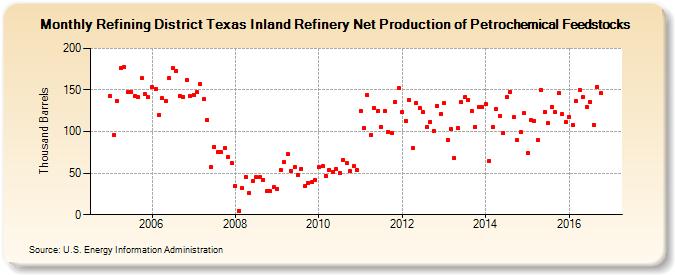 Monthly Refining District Texas Inland Refinery Net Production of Petrochemical Feedstocks
Thousand Barrels
200
150
100
50
0
2006 2008 2010 2012 2014 2016
Source: U.S. Energy Information Administration